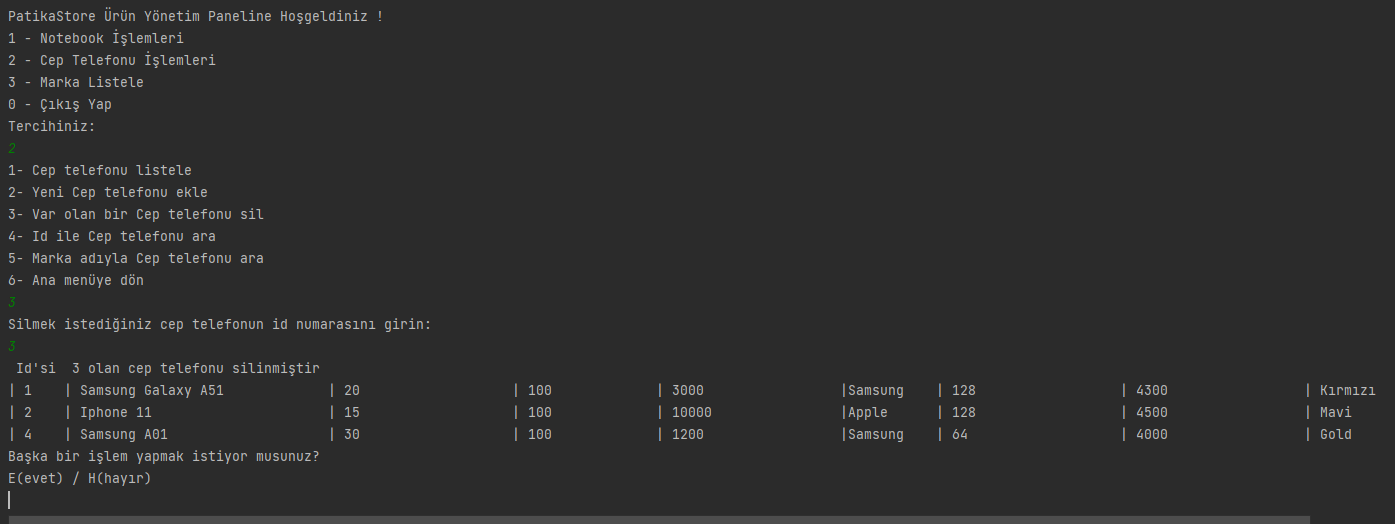 PatikaStore Ürün Yönetim Paneline Hoşgeldiniz !
1 - Notebook İşlemleri
2 - Cep Telefonu İşlemleri
3 - Marka Listele
0 - Çıkış Yap
Tercihiniz:
2
1- Cep telefonu listele
2- Yeni Cep telefonu ekle
3- Var olan bir Cep telefonu sil
4- Id ile Cep telefonu ara
5- Marka adıyla Cep telefonu ara
6- Ana menüye dön
3
Silmek istediğiniz cep telefonun id numarasını girin:
3
Id'si  3 olan cep telefonu silinmiştir
| 1    | Samsung Galaxy A51             | 20                   | 100              | 3000                 |Samsung    | 128                  | 4300                 | Kırmızı
| 2    | Iphone 11                      | 15                   | 100              | 10000                |Apple      | 128                  | 4500                 | Mavi
| 4    | Samsung A01                    | 30                   | 100              | 1200                 |Samsung    | 64                   | 4000                 | Gold
Başka bir işlem yapmak istiyor musunuz?
E(evet) / H(hayır)